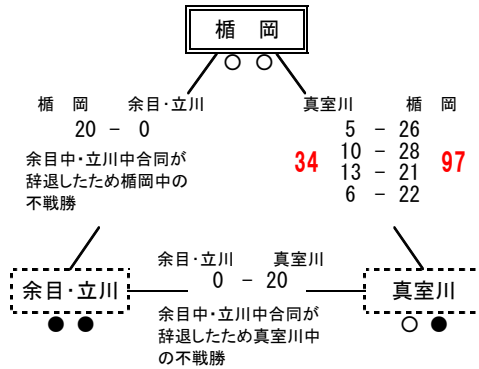 楯　岡
○ ○
楯　岡　　余目・立川
20 － 0
余目中・立川中合同が
辞退したため楯岡中の
不戦勝
真室川　　楯　岡
5 － 26
34　10 － 28　97
13 － 21
6 － 22
余目・立川　　真室川
0 － 20
余目中・立川中合同が
辞退したため真室川中
の不戦勝
余目・立川
● ●
真室川
○ ●